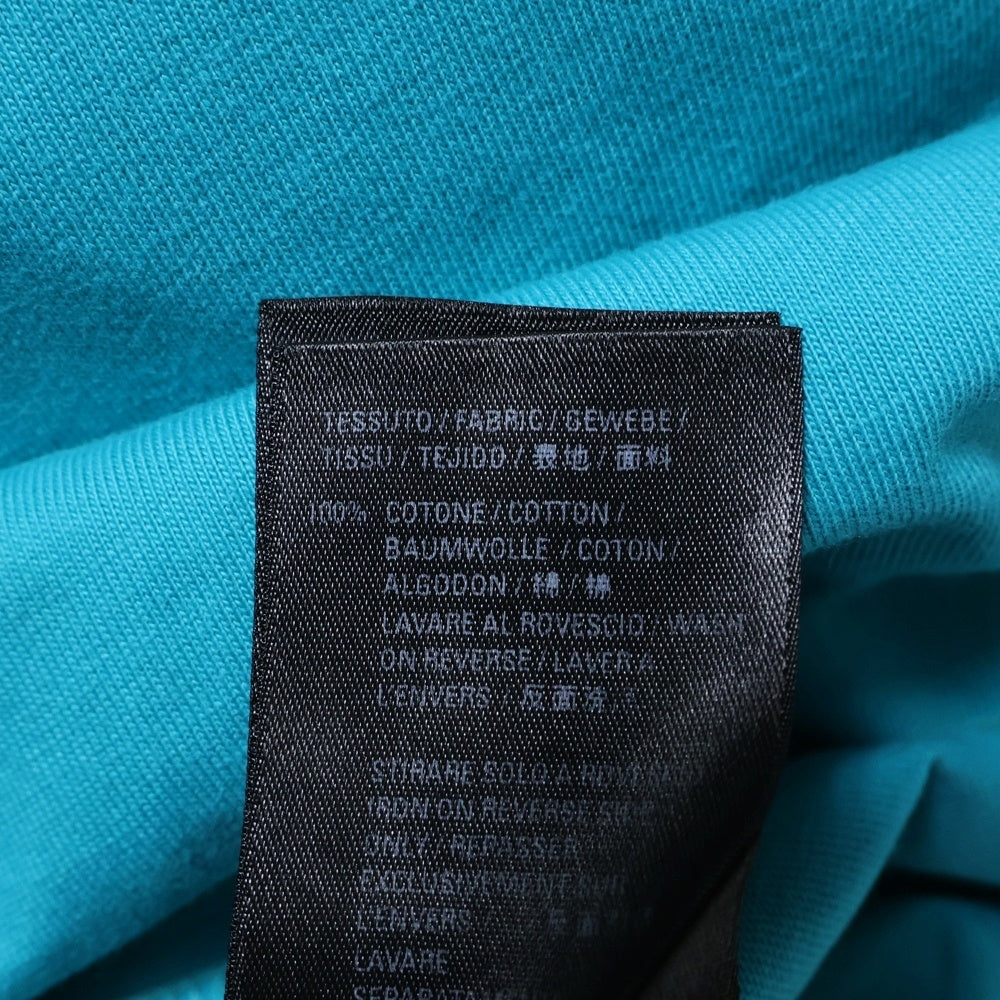 TESSUTO / FABRIC / GEWEBE /
TISSU / TEJIDO / 表地 / 面料
100% COTONE / COTTON /
BAUMWOLLE / COTON /
ALGODON / 棉 / 棉
LAVARE AL ROVESCIO / WASH
ON REVERSE / LAVER A
L'ENVERS / 反面洗
STIRARE SOLO A ROVESCIO
IRON ON REVERSE SIDE
ONLY REPASSER
EXCLUSIVEMENT SUR
L'ENVERS
LAVARE